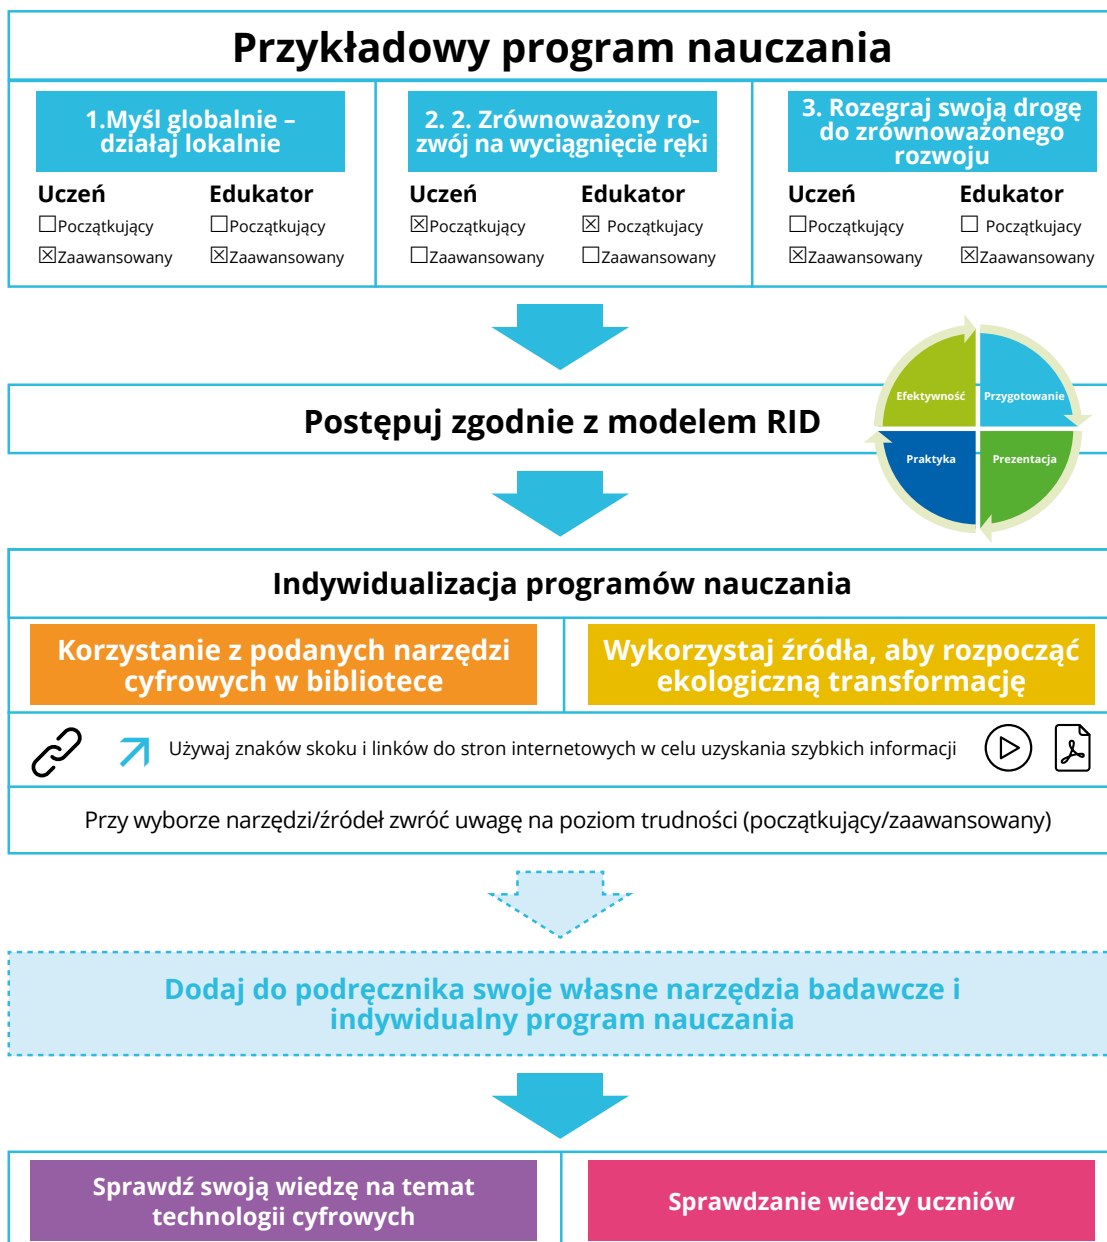 Przykładowy program nauczania
1.Myśl globalnie –
działaj lokalnie
Uczeń Edukator
☐Początkujący ☐Początkujący
☒Zaawansowany ☒Zaawansowany
2. 2. Zrównoważony ro-
zwój na wyciągnięcie ręki
Uczeń Edukator
☒Początkujący ☒ Początkujacy
☐Zaawansowany ☐Zaawansowany
3. Rozegraj swoją drogę
do zrównoważonego
rozwoju
Uczeń Edukator
☐Początkujący ☐ Początkujacy
☒Zaawansowany ☒Zaawansowany
Postępuj zgodnie z modelem RID
Efektywność Przygotowanie
Praktyka Prezentacja
Indywidualizacja programów nauczania
Korzystanie z podanych narzędzi
cyfrowych w bibliotece
Wykorzystaj źródła, aby rozpocząć
ekologiczną transformację
Używaj znaków skoku i linków do stron internetowych w celu uzyskania szybkich informacji
Przy wyborze narzędzi/źródeł zwróć uwagę na poziom trudności (początkujący/zaawansowany)
Dodaj do podręcznika swoje własne narzędzia badawcze i
indywidualny program nauczania
Sprawdź swoją wiedzę na temat
technologii cyfrowych
Sprawdzanie wiedzy uczniów